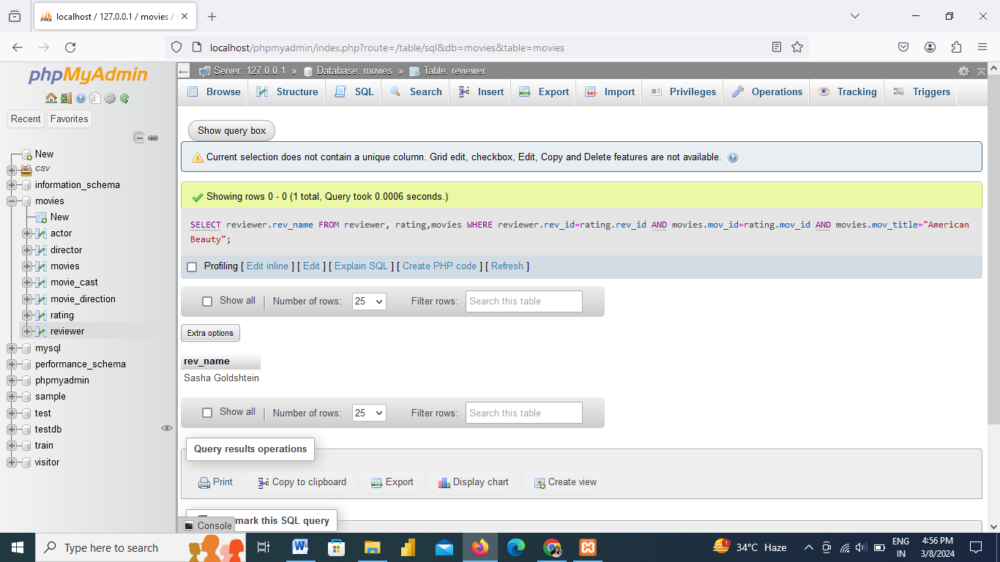 localhost / 127.0.0.1 / movies /
localhost/phpmyadmin/index.php?route=/table/sql&db=movies&table=movies
phpMyAdmin
Recent Favorites
New
csv
information_schema
movies
New
actor
director
movies
movie_cast
movie_direction
rating
reviewer
mysql
performance_schema
phpmyadmin
sample
test
testdb
train
visitor
Server: 127.0.0.1 » Database: movies » Table: reviewer
Browse Structure SQL Search Insert Export Import Privileges Operations Tracking Triggers
Show query box
Current selection does not contain a unique column. Grid edit, checkbox, Edit, Copy and Delete features are not available.
Showing rows 0 - 0 (1 total, Query took 0.0006 seconds.)
SELECT reviewer.rev_name FROM reviewer, rating,movies WHERE reviewer.rev_id=rating.rev_id AND movies.mov_id=rating.mov_id AND movies.mov_title="American
Beauty";
Profiling [ Edit inline ] [ Edit ] [ Explain SQL ] [ Create PHP code ] [ Refresh ]
Show all Number of rows: 25 Filter rows: Search this table
Extra options
rev_name
Sasha Goldshtein
Show all Number of rows: 25 Filter rows: Search this table
Query results operations
Print Copy to clipboard Export Display chart Create view
mark this SQL query
Console
Type here to search
34°C Haze
ENG
IN
4:56 PM
3/8/2024